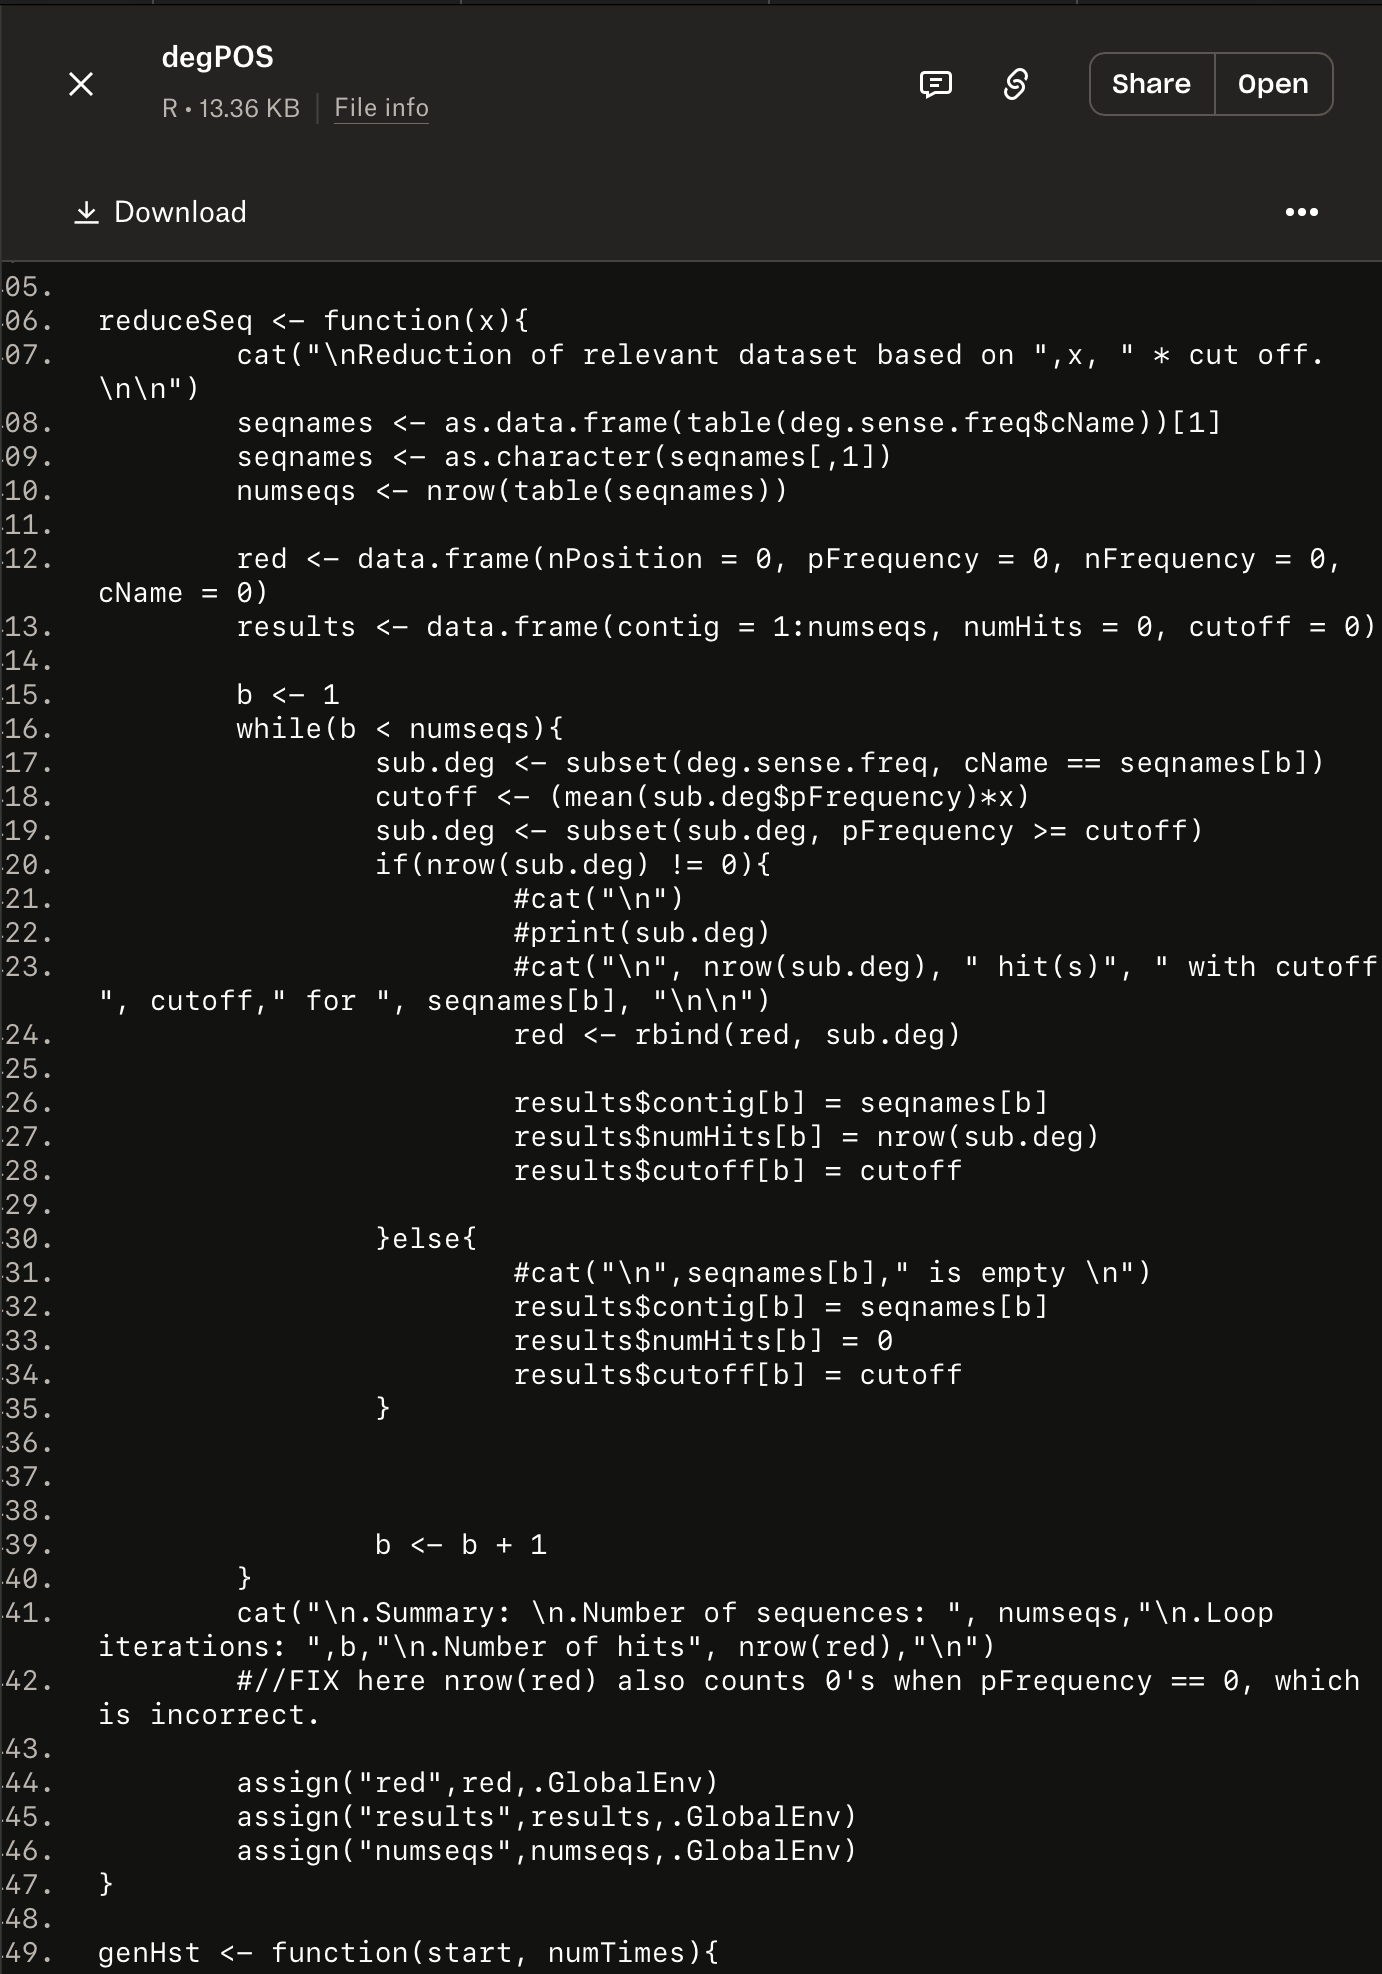 degPOS
R • 13.36 KB
File info
Share
Open
Download
05.
06. reduceSeq <- function(x){
07. cat("\nReduction of relevant dataset based on ",x, " * cut off.
\n\n")
08. seqnames <- as.data.frame(table(deg.sense.freq$cName))[1]
09. seqnames <- as.character(seqnames[,1])
10. numseqs <- nrow(table(seqnames))
11.
12. red <- data.frame(nPosition = 0, pFrequency = 0, nFrequency = 0,
cName = 0)
13. results <- data.frame(contig = 1:numseqs, numHits = 0, cutoff = 0)
14.
15. b <- 1
16. while(b < numseqs){
17. sub.deg <- subset(deg.sense.freq, cName == seqnames[b])
18. cutoff <- (mean(sub.deg$pFrequency)*x)
19. sub.deg <- subset(sub.deg, pFrequency >= cutoff)
20. if(nrow(sub.deg) != 0){
21. #cat("\n")
22. #print(sub.deg)
23. #cat("\n", nrow(sub.deg), " hit(s)", " with cutoff
", cutoff," for ", seqnames[b], "\n\n")
24. red <- rbind(red, sub.deg)
25.
26. results$contig[b] = seqnames[b]
27. results$numHits[b] = nrow(sub.deg)
28. results$cutoff[b] = cutoff
29.
30. }else{
31. #cat("\n",seqnames[b]," is empty \n")
32. results$contig[b] = seqnames[b]
33. results$numHits[b] = 0
34. results$cutoff[b] = cutoff
35. }
36.
37.
38.
39. b <- b + 1
40. }
41. cat("\n.Summary: \n.Number of sequences: ", numseqs,"\n.Loop
iterations: ",b,"\n.Number of hits", nrow(red),"\n")
42. #//FIX here nrow(red) also counts 0's when pFrequency == 0, which
is incorrect.
43.
44. assign("red",red,.GlobalEnv)
45. assign("results",results,.GlobalEnv)
46. assign("numseqs",numseqs,.GlobalEnv)
47. }
48.
49. genHst <- function(start, numTimes){